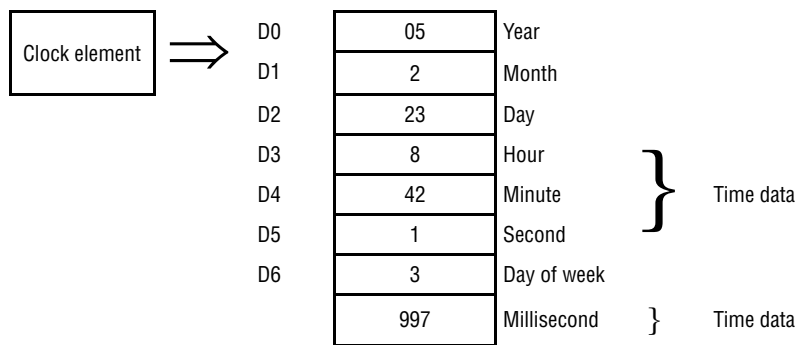 Clock element
D0 05 Year
D1 2 Month
D2 23 Day
D3 8 Hour
D4 42 Minute } Time data
D5 1 Second
D6 3 Day of week
997 Millisecond } Time data